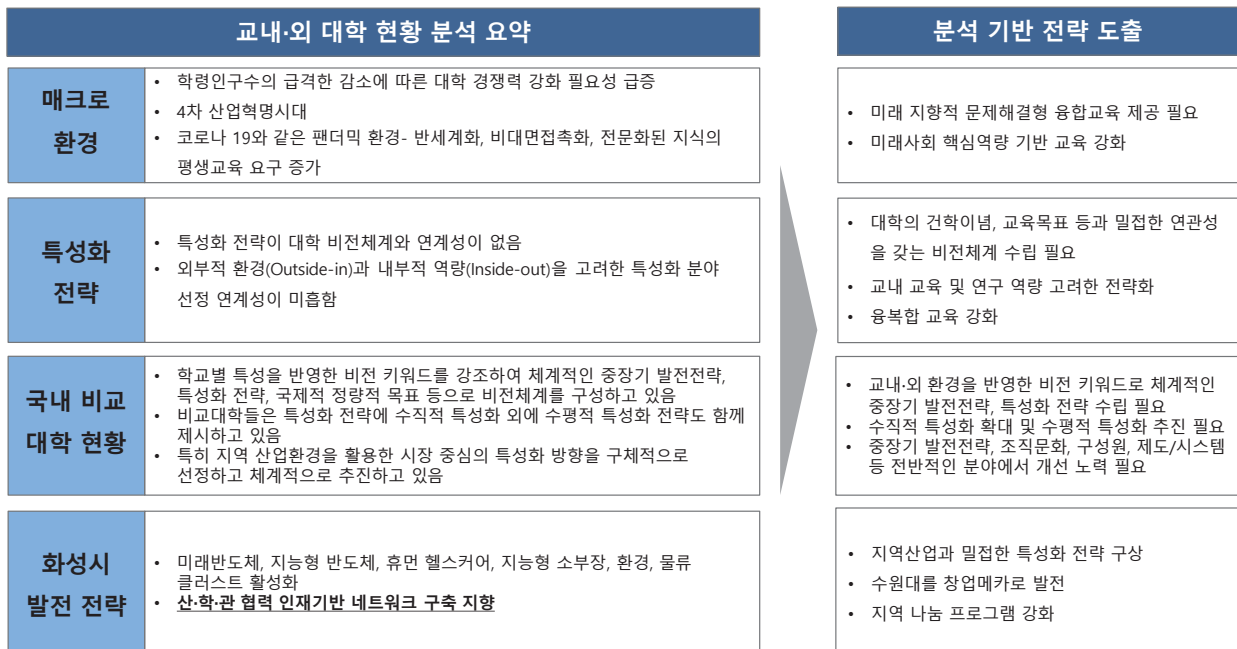 교내·외 대학 현황 분석 요약
분석 기반 전략 도출
매크로
환경
• 학령인구수의 급격한 감소에 따른 대학 경쟁력 강화 필요성 급증
• 4차 산업혁명시대
• 코로나 19와 같은 팬더믹 환경- 반세계화, 비대면접촉화, 전문화된 지식의
평생교육 요구 증가
• 미래 지향적 문제해결형 융합교육 제공 필요
• 미래사회 핵심역량 기반 교육 강화
특성화
전략
• 특성화 전략이 대학 비전체계와 연계성이 없음
• 외부적 환경(Outside-in)과 내부적 역량(Inside-out)을 고려한 특성화 분야
선정 연계성이 미흡함
• 대학의 건학이념, 교육목표 등과 밀접한 연관성
을 갖는 비전체계 수립 필요
• 교내 교육 및 연구 역량 고려한 전략화
• 융복합 교육 강화
국내 비교
대학 현황
• 학교별 특성을 반영한 비전 키워드를 강조하여 체계적인 중장기 발전전략,
특성화 전략, 국제적 정량적 목표 등으로 비전체계를 구성하고 있음
• 비교대학들은 특성화 전략에 수직적 특성화 외에 수평적 특성화 전략도 함께
제시하고 있음
• 특히 지역 산업환경을 활용한 시장 중심의 특성화 방향을 구체적으로
선정하고 체계적으로 추진하고 있음
• 교내·외 환경을 반영한 비전 키워드로 체계적인
중장기 발전전략, 특성화 전략 수립 필요
• 수직적 특성화 확대 및 수평적 특성화 추진 필요
• 중장기 발전전략, 조직문화, 구성원, 제도/시스템
등 전반적인 분야에서 개선 노력 필요
화성시
발전 전략
• 미래반도체, 지능형 반도체, 휴먼 헬스커어, 지능형 소부장, 환경, 물류
클러스트 활성화
• 산·학·관 협력 인재기반 네트워크 구축 지향
• 지역산업과 밀접한 특성화 전략 구상
• 수원대를 창업메카로 발전
• 지역 나눔 프로그램 강화